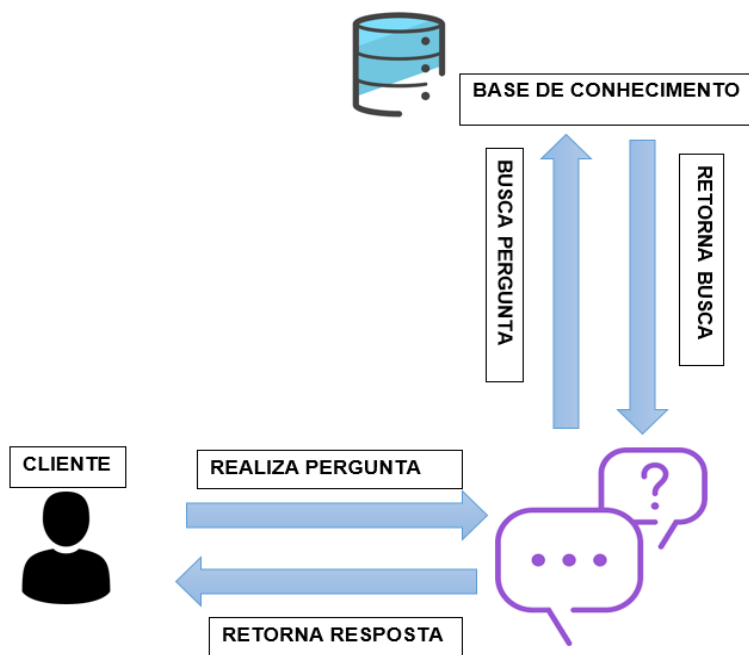 BASE DE CONHECIMENTO
BUSCA PERGUNTA
RETORNA BUSCA
CLIENTE
REALIZA PERGUNTA
?
RETORNA RESPOSTA